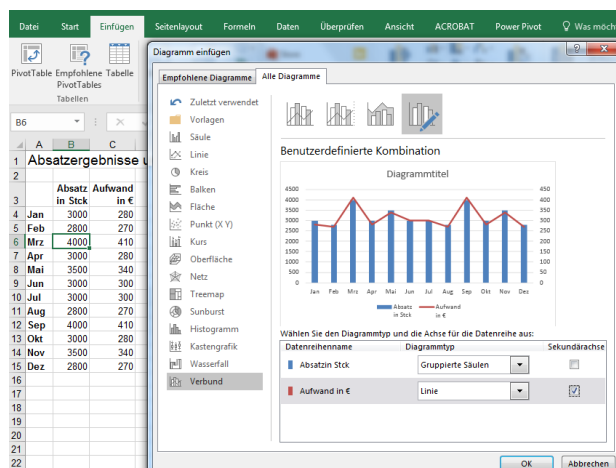 Datei Start Einfügen Seitenlayout Formeln Daten Überprüfen Ansicht ACROBAT Power Pivot Was möch
PivotTable Empfohlene Tabelle
PivotTables
Tabellen
Diagramm einfügen
Empfohlene Diagramme Alle Diagramme
Zuletzt verwendet
Vorlagen
Säule
Linie
Kreis
Balken
Fläche
Punkt (X Y)
Kurs
Oberfläche
Netz
Treemap
Sunburst
Histogramm
Kastengrafik
Wasserfall
Verbund
B6
A B C
1 Absatzergebnisse u
2
3 Absatz in Stck Aufwand in €
4 Jan 3000 280
5 Feb 2800 270
6 Mrz 4000 410
7 Apr 3000 280
8 Mai 3500 340
9 Jun 3000 300
10 Jul 3000 300
11 Aug 2800 270
12 Sep 4000 410
13 Okt 3000 280
14 Nov 3500 340
15 Dez 2800 270
16
17
18
19
20
21
22
Benutzerdefinierte Kombination
Diagrammtitel
4500 450
4000 400
3500 350
3000 300
2500 250
2000 200
1500 150
1000 100
500 50
0 0
Jan Feb Mrz Apr Mai Jun Jul Aug Sep Okt Nov Dez
Absatz in Stck Aufwand in €
Wählen Sie den Diagrammtyp und die Achse für die Datenreihe aus:
Datenreihenname Diagrammtyp Sekundärachse
Absatzin Stck Gruppierte Säulen
Aufwand in € Linie
OK Abbrechen